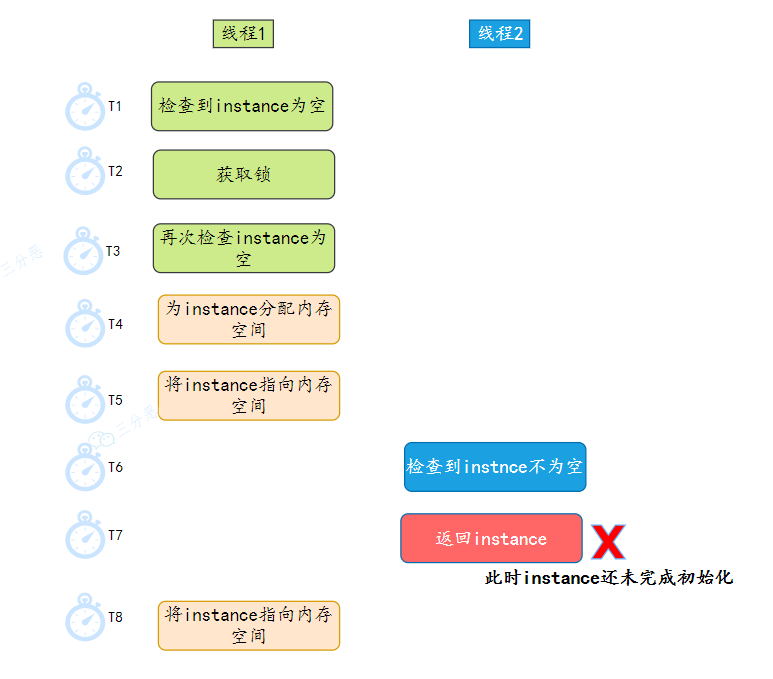 线程1
线程2
T1
检查到instance为空
T2
获取锁
T3
再次检查instance为
空
三分恶
T4
为instance分配内存
空间
T5
将instance指向内存
空间
三分恶
T6
检查到instnce不为空
T7
返回instance
X
此时instance还未完成初始化
T8
将instance指向内存
空间